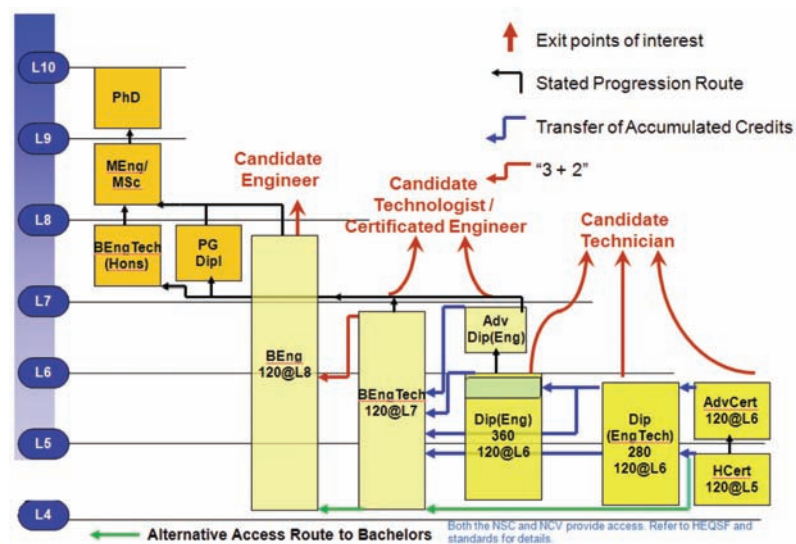 Exit points of interest
L10
Stated Progression Route
PhD
Transfer of Accumulated Credits
L9
MEng/
MSc
Candidate
Engineer
"3 + 2"
Candidate
Technologist /
Certificated Engineer
Candidate
Technician
L8
BEngTech
(Hons)
PG
Dipl
L7
Adv
Dip(Eng)
BEng
120@L8
L6
BEngTech
120@L7
Dip(Eng)
360
120@L6
Dip
(EngTech)
280
120@L6
AdvCert
120@L6
L5
HCert
120@L5
L4
Alternative Access Route to Bachelors
Both the NSC and NCV provide access. Refer to HEQSF and
standards for details.